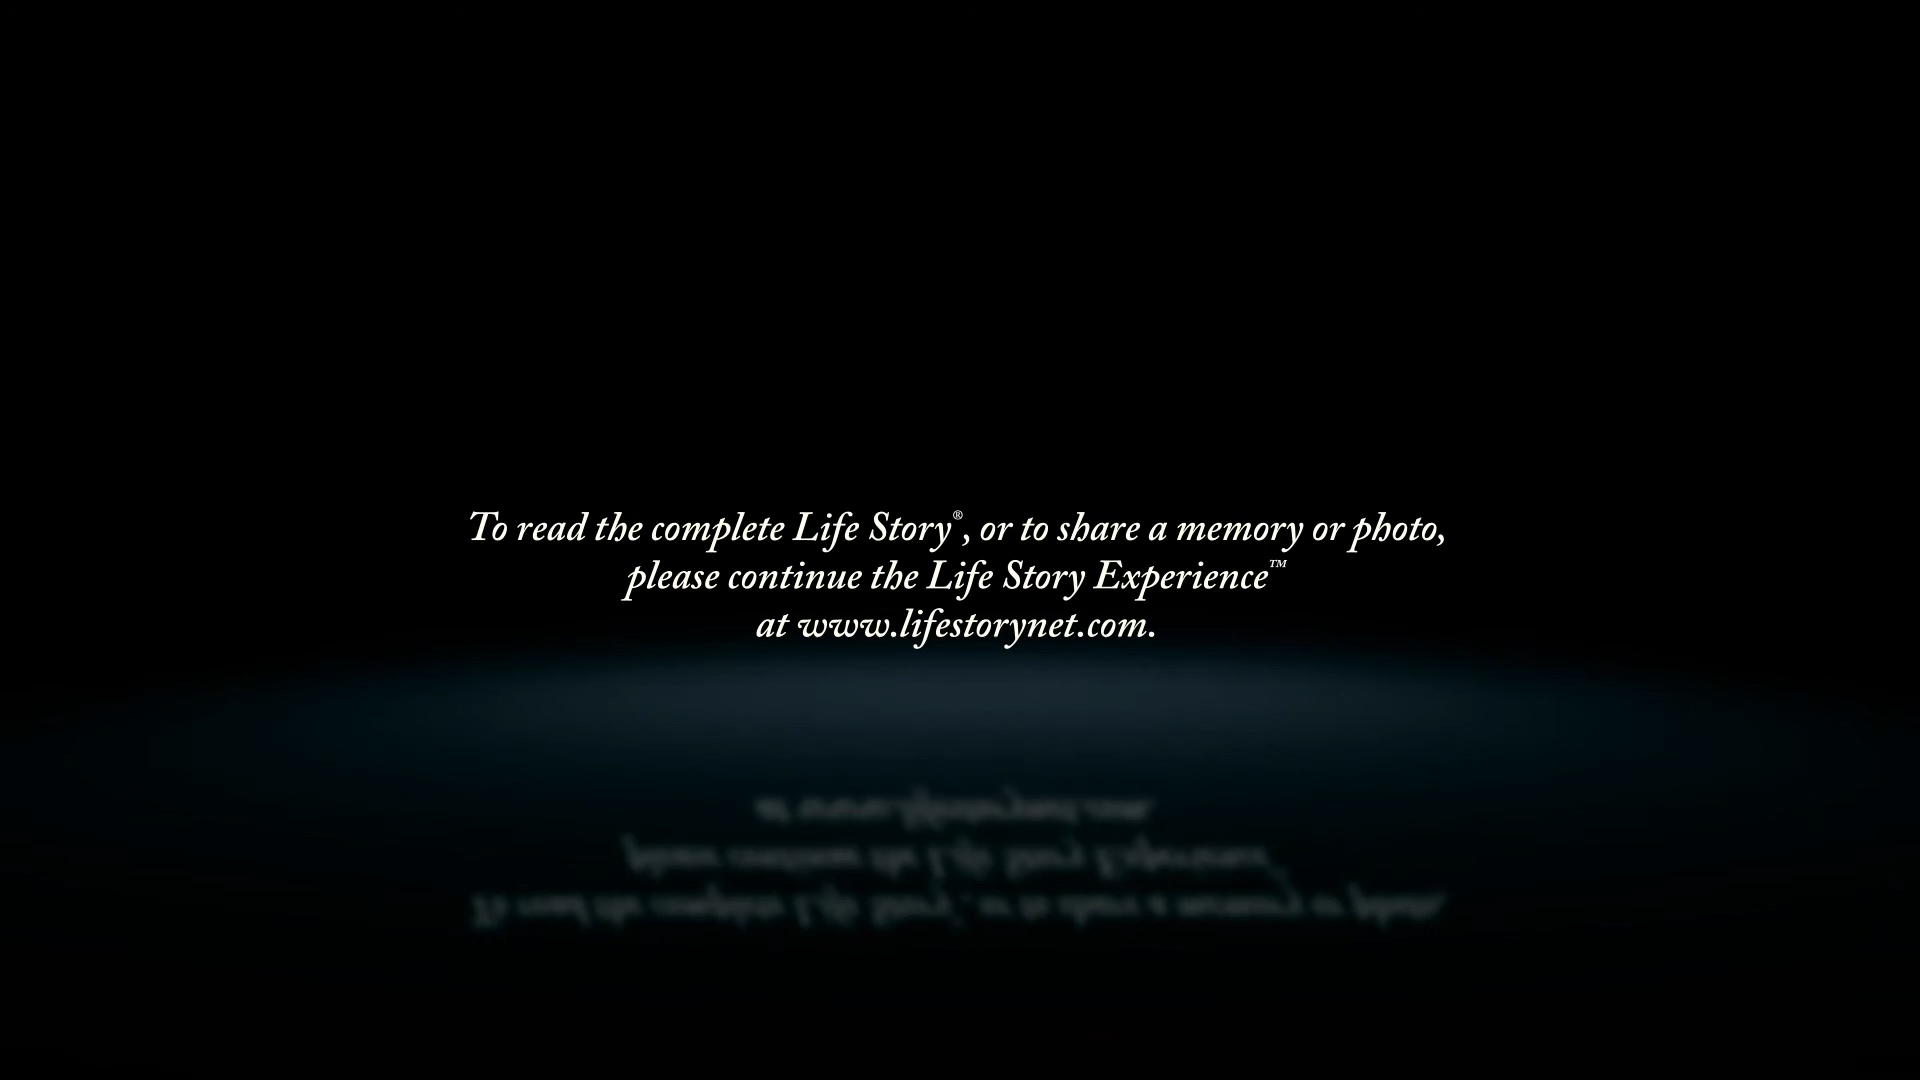 To read the complete Life Story®, or to share a memory or photo,
please continue the Life Story Experience™
at www.lifestorynet.com.